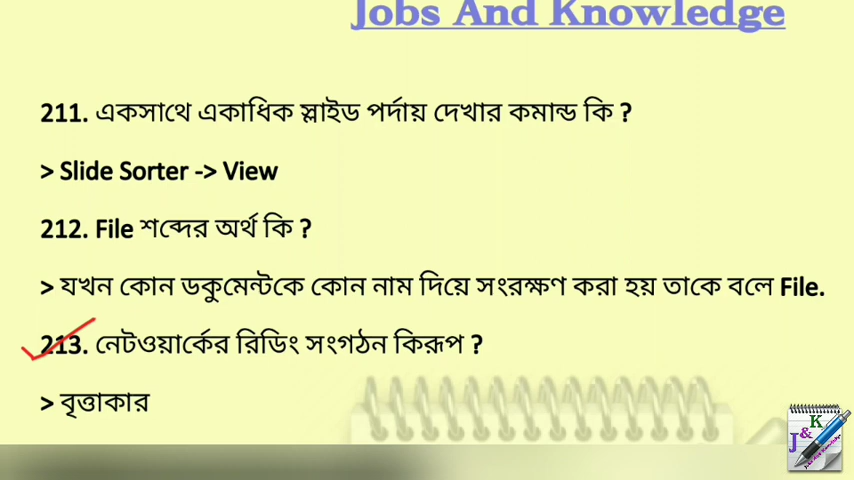 Jobs And Knowledge
211. একসাথে একাধিক স্লাইড পর্দায় দেখার কমান্ড কি ?
> Slide Sorter -> View
212. File শব্দের অর্থ কি ?
> যখন কোন ডকুমেন্টকে কোন নাম দিয়ে সংরক্ষণ করা হয় তাকে বলে File.
213. নেটওয়ার্কের রিডিং সংগঠন কিরূপ ?
> বৃত্তাকার
J&K